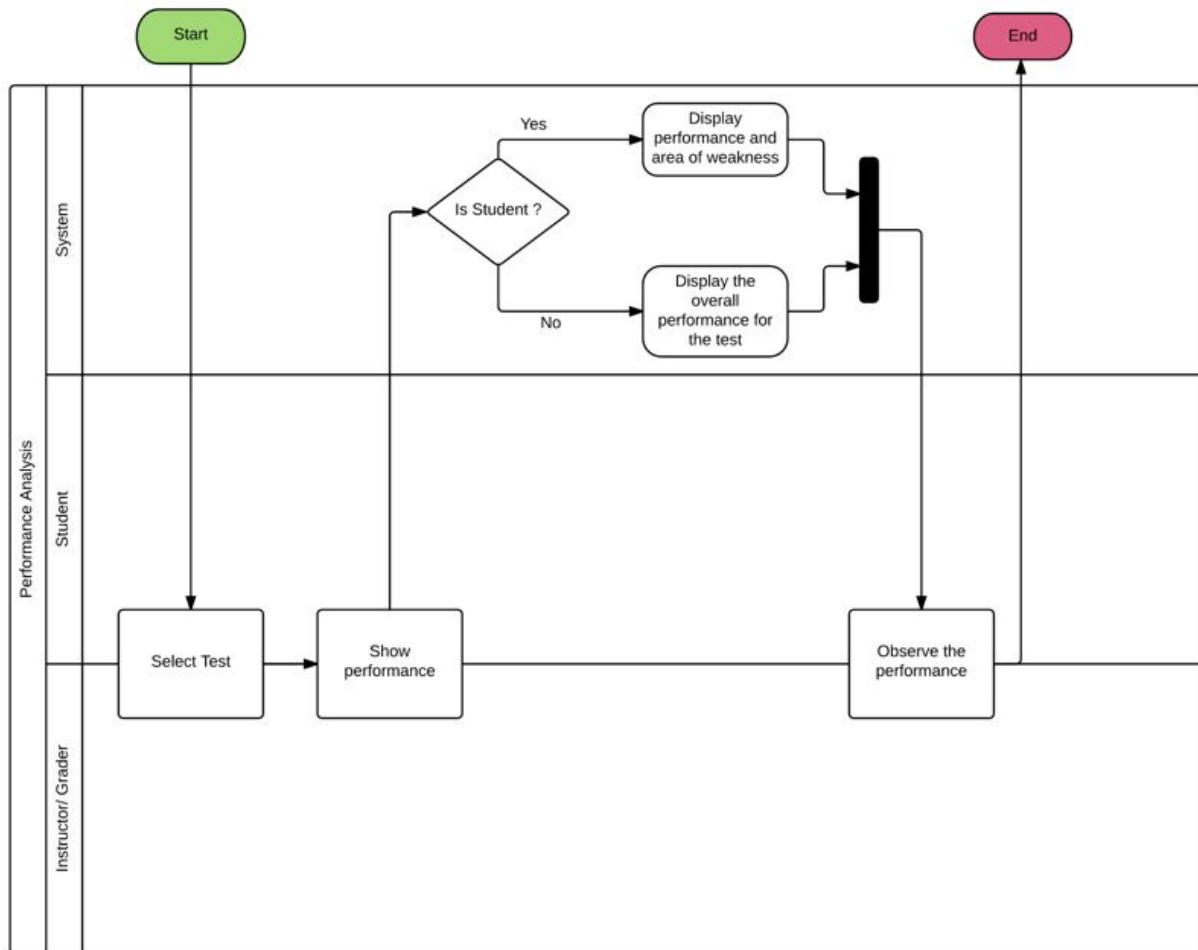 Start
End
Performance Analysis
System
Yes
Is Student ?
No
Display
performance and
area of weakness
Display the
overall
performance for
the test
Student
Select Test
Show
performance
Observe the
performance
Instructor/ Grader